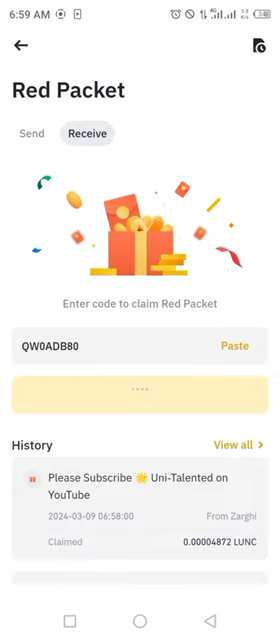 6:59 AM
Red Packet
Send
Receive
Enter code to claim Red Packet
QW0ADB80
Paste
History
View all
Please Subscribe 🌟 Uni-Talented on
YouTube
2024-03-09 06:58:00
From Zarghi
Claimed
0.00004872 LUNC